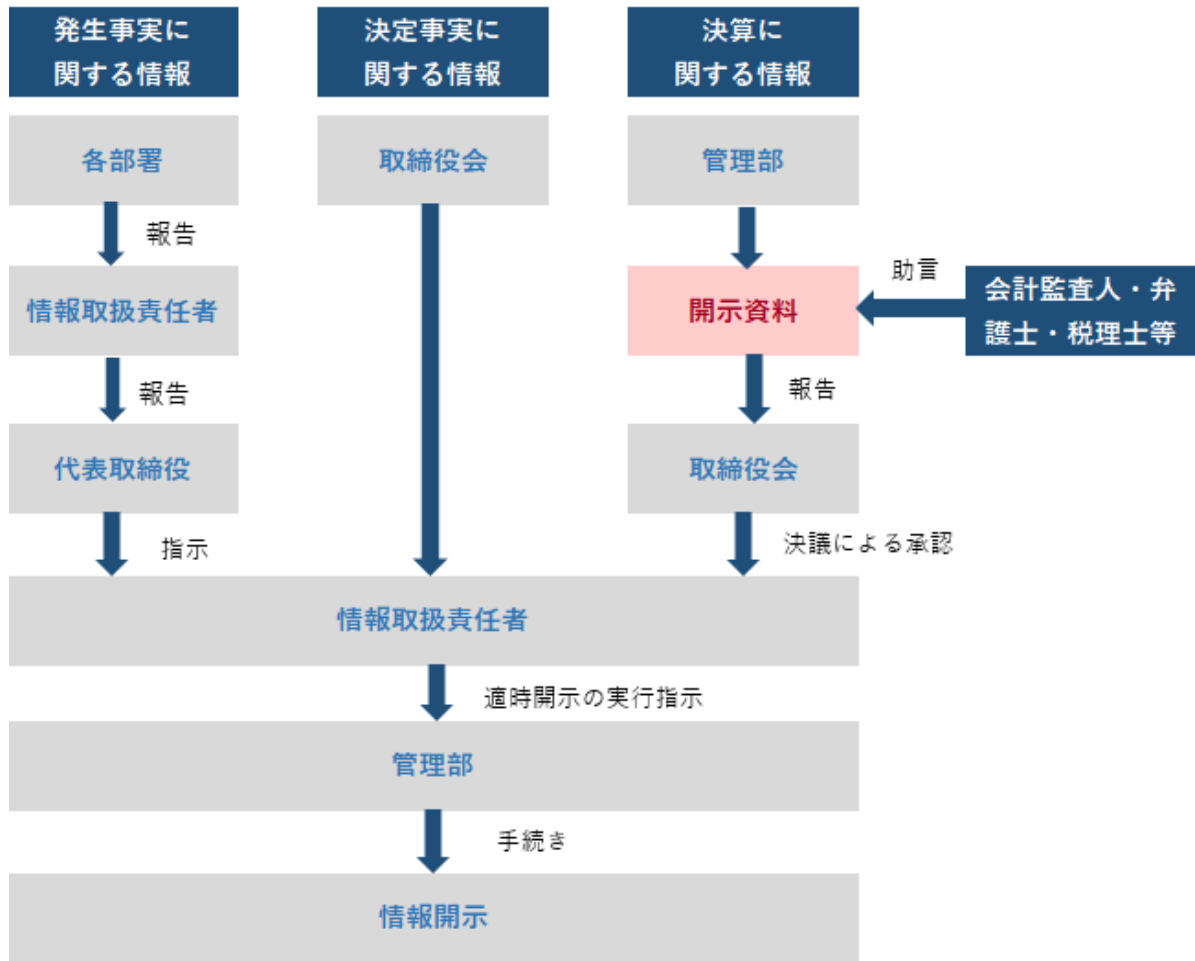 発生事実に
関する情報
決定事実に
関する情報
決算に
関する情報
各部署
取締役会
管理部
報告
助言
情報取扱責任者
開示資料
会計監査人・弁
護士・税理士等
報告
報告
代表取締役
取締役会
指示
決議による承認
情報取扱責任者
適時開示の実行指示
管理部
手続き
情報開示